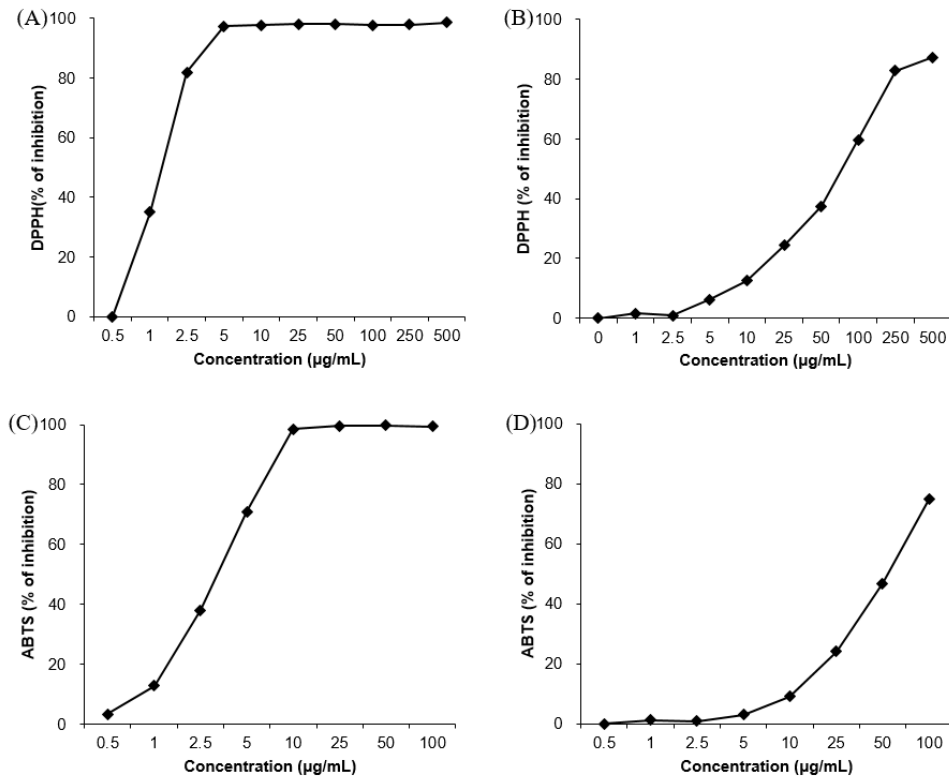 (A)
100
80
60
40
20
0
DPPH(% of inhibition)
0.5 1 2.5 5 10 25 50 100 250 500
Concentration (µg/mL)
(B)
100
80
60
40
20
0
DPPH (% of inhibition)
0 1 2.5 5 10 25 50 100 250 500
Concentration (µg/mL)
(C)
100
80
60
40
20
0
ABTS (% of inhibition)
0.5 1 2.5 5 10 25 50 100
Concentration (µg/mL)
(D)
100
80
60
40
20
0
ABTS (% of inhibition)
0.5 1 2.5 5 10 25 50 100
Concentration (µg/mL)